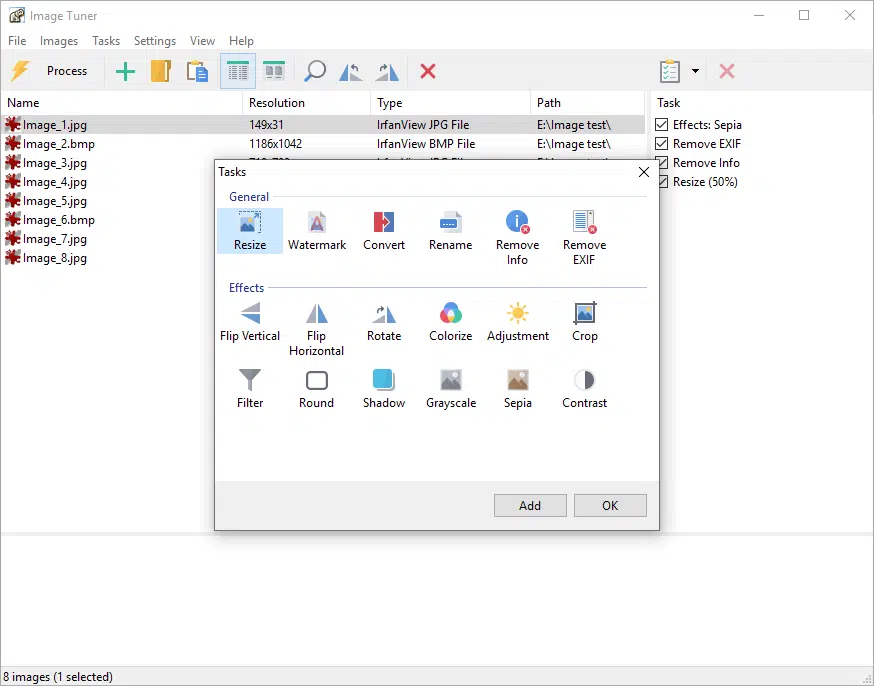 Image Tuner
File Images Tasks Settings View Help
Process
Name Resolution Type Path Task
Image_1.jpg 149x31 IrfanView JPG File E:\Image test\ Effects: Sepia
Image_2.bmp 1186x1042 IrfanView BMP File E:\Image test\ Remove EXIF
Image_3.jpg Remove Info
Tasks
Image_4.jpg Resize (50%)
General
Image_5.jpg
Image_6.bmp
Image_7.jpg
Image_8.jpg
Resize Watermark Convert Rename Remove Info Remove EXIF
Effects
Flip Vertical Flip Horizontal Rotate Colorize Adjustment Crop
Filter Round Shadow Grayscale Sepia Contrast
Add OK
8 images (1 selected)